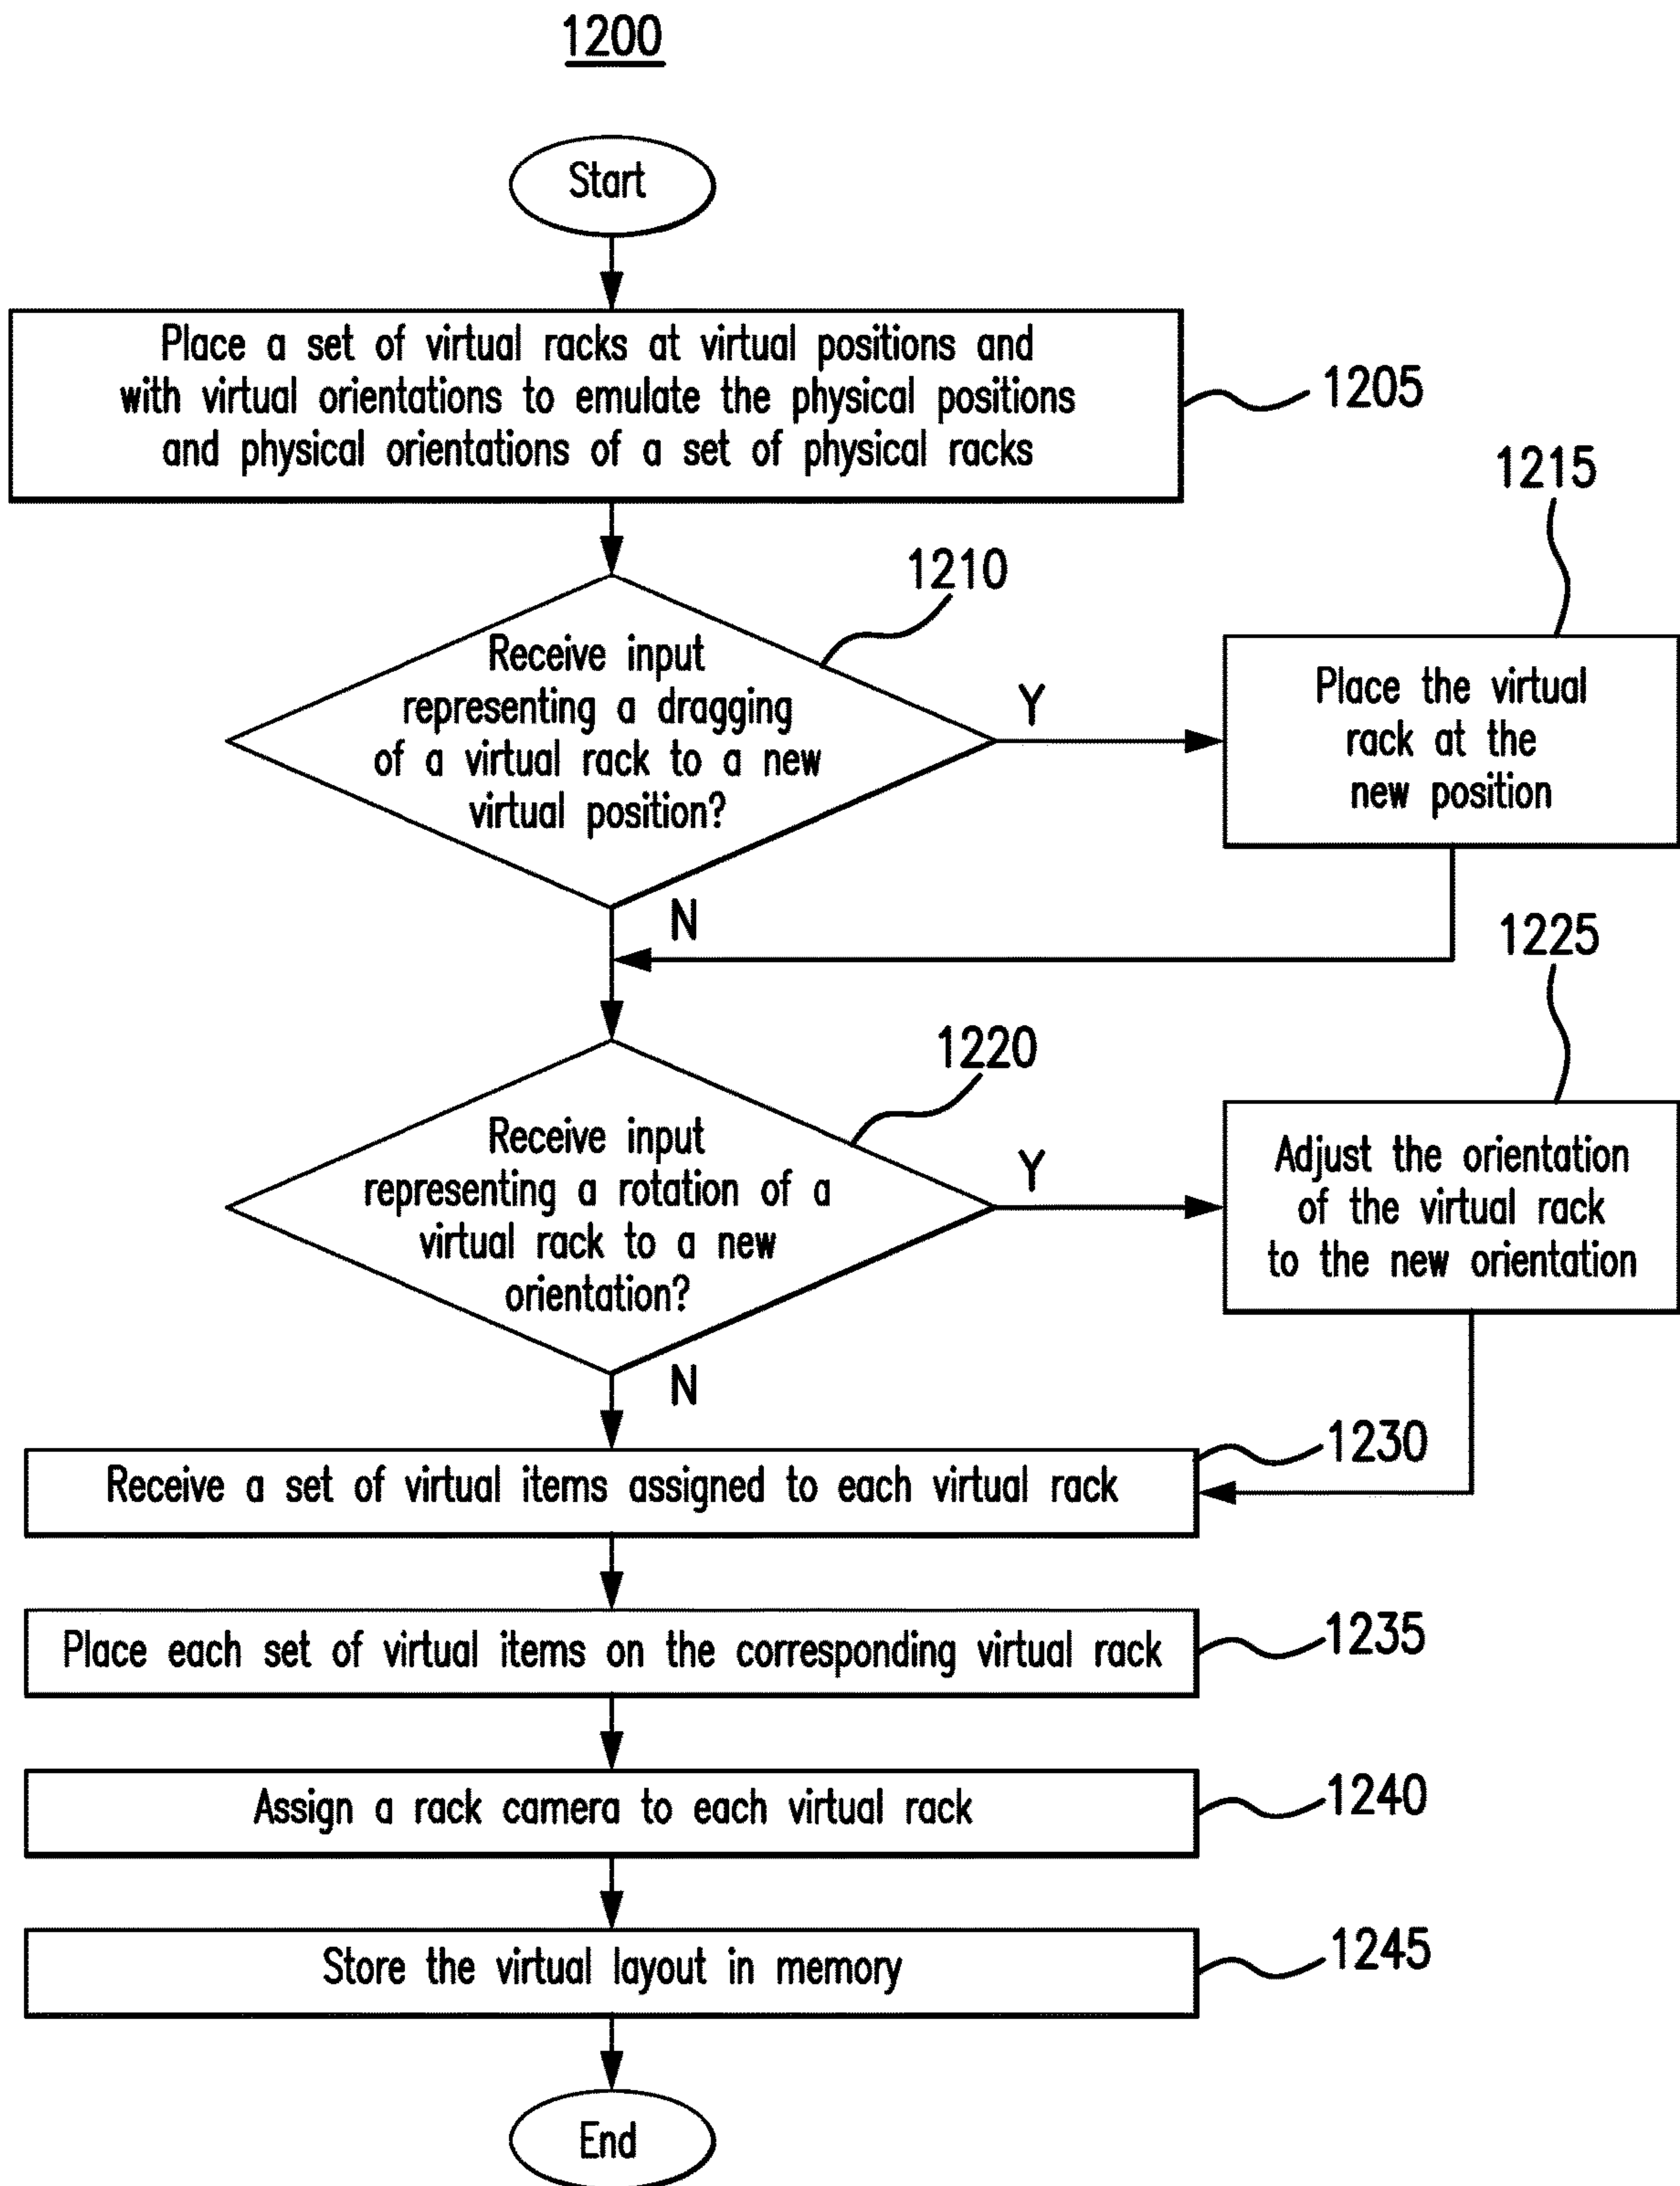 1200
Start
Place a set of virtual racks at virtual positions and
with virtual orientations to emulate the physical positions
and physical orientations of a set of physical racks
1205
1210
Receive input
representing a dragging
of a virtual rack to a new
virtual position?
Y
N
1215
Place the virtual
rack at the
new position
1220
Receive input
representing a rotation of a
virtual rack to a new
orientation?
Y
N
1225
Adjust the orientation
of the virtual rack
to the new orientation
Receive a set of virtual items assigned to each virtual rack
1230
Place each set of virtual items on the corresponding virtual rack
1235
Assign a rack camera to each virtual rack
1240
Store the virtual layout in memory
1245
End